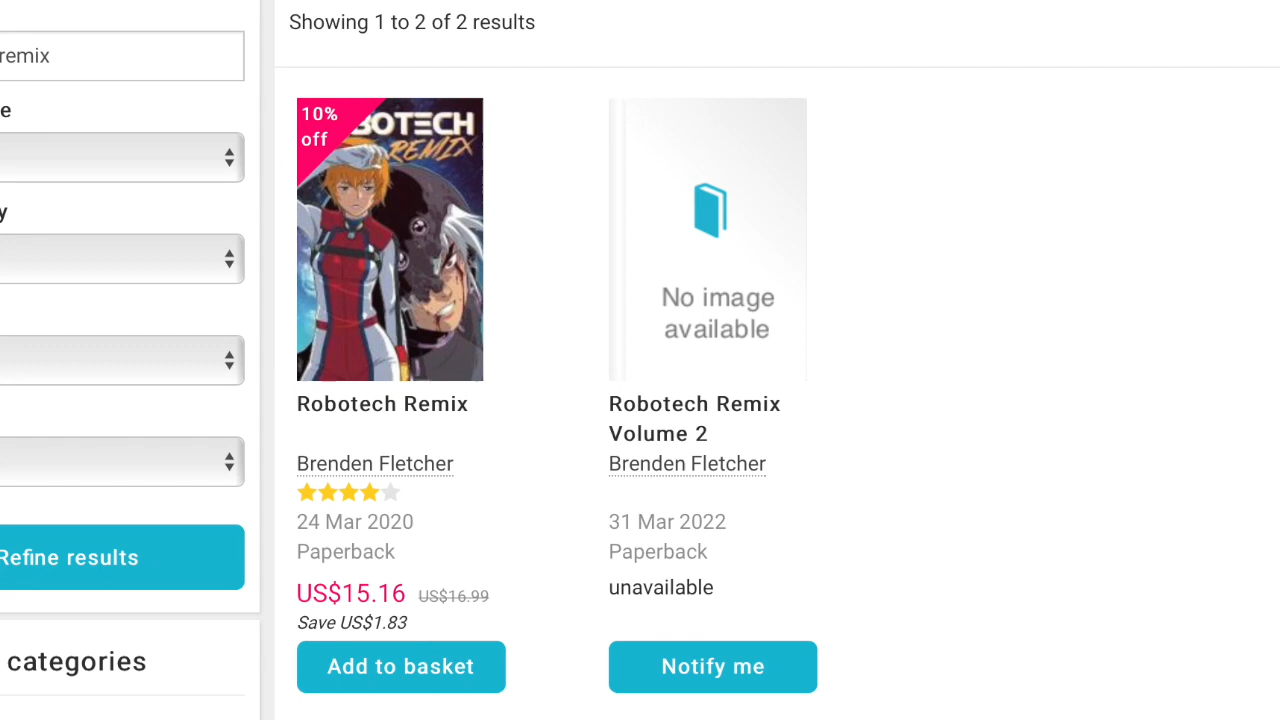 Showing 1 to 2 of 2 results
remix
e
y
Refine results
categories
10%
off
BOTECH
REMIX
No image
available
Robotech Remix
Brenden Fletcher
24 Mar 2020
Paperback
US$15.16 US$16.99
Save US$1.83
Add to basket
Robotech Remix
Volume 2
Brenden Fletcher
31 Mar 2022
Paperback
unavailable
Notify me